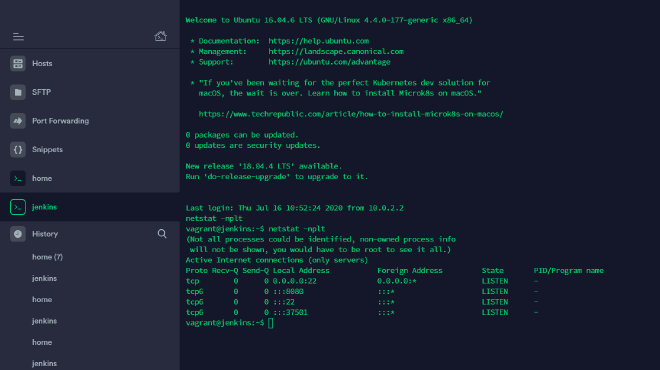 Hosts
SFTP
Port Forwarding
Snippets
home
jenkins
History
home (7)
jenkins
home
jenkins
home
jenkins
Welcome to Ubuntu 16.04.6 LTS (GNU/Linux 4.4.0-177-generic x86_64)
* Documentation: https://help.ubuntu.com
* Management: https://landscape.canonical.com
* Support: https://ubuntu.com/advantage
* "If you've been waiting for the perfect Kubernetes dev solution for
macOS, the wait is over. Learn how to install Microk8s on macOS."
https://www.techrepublic.com/article/how-to-install-microk8s-on-macos/
0 packages can be updated.
0 updates are security updates.
New release '18.04.4 LTS' available.
Run 'do-release-upgrade' to upgrade to it.
Last login: Thu Jul 16 10:52:24 2020 from 10.0.2.2
netstat -nplt
vagrant@jenkins:~$ netstat -nplt
(Not all processes could be identified, non-owned process info
will not be shown, you would have to be root to see it all.)
Active Internet connections (only servers)
Proto Recv-Q Send-Q Local Address Foreign Address State PID/Program name
tcp 0 0 0.0.0.0:22 0.0.0.0:* LISTEN -
tcp6 0 0 :::8080 :::* LISTEN -
tcp6 0 0 :::22 :::* LISTEN -
tcp6 0 0 :::37501 :::* LISTEN -
vagrant@jenkins:~$